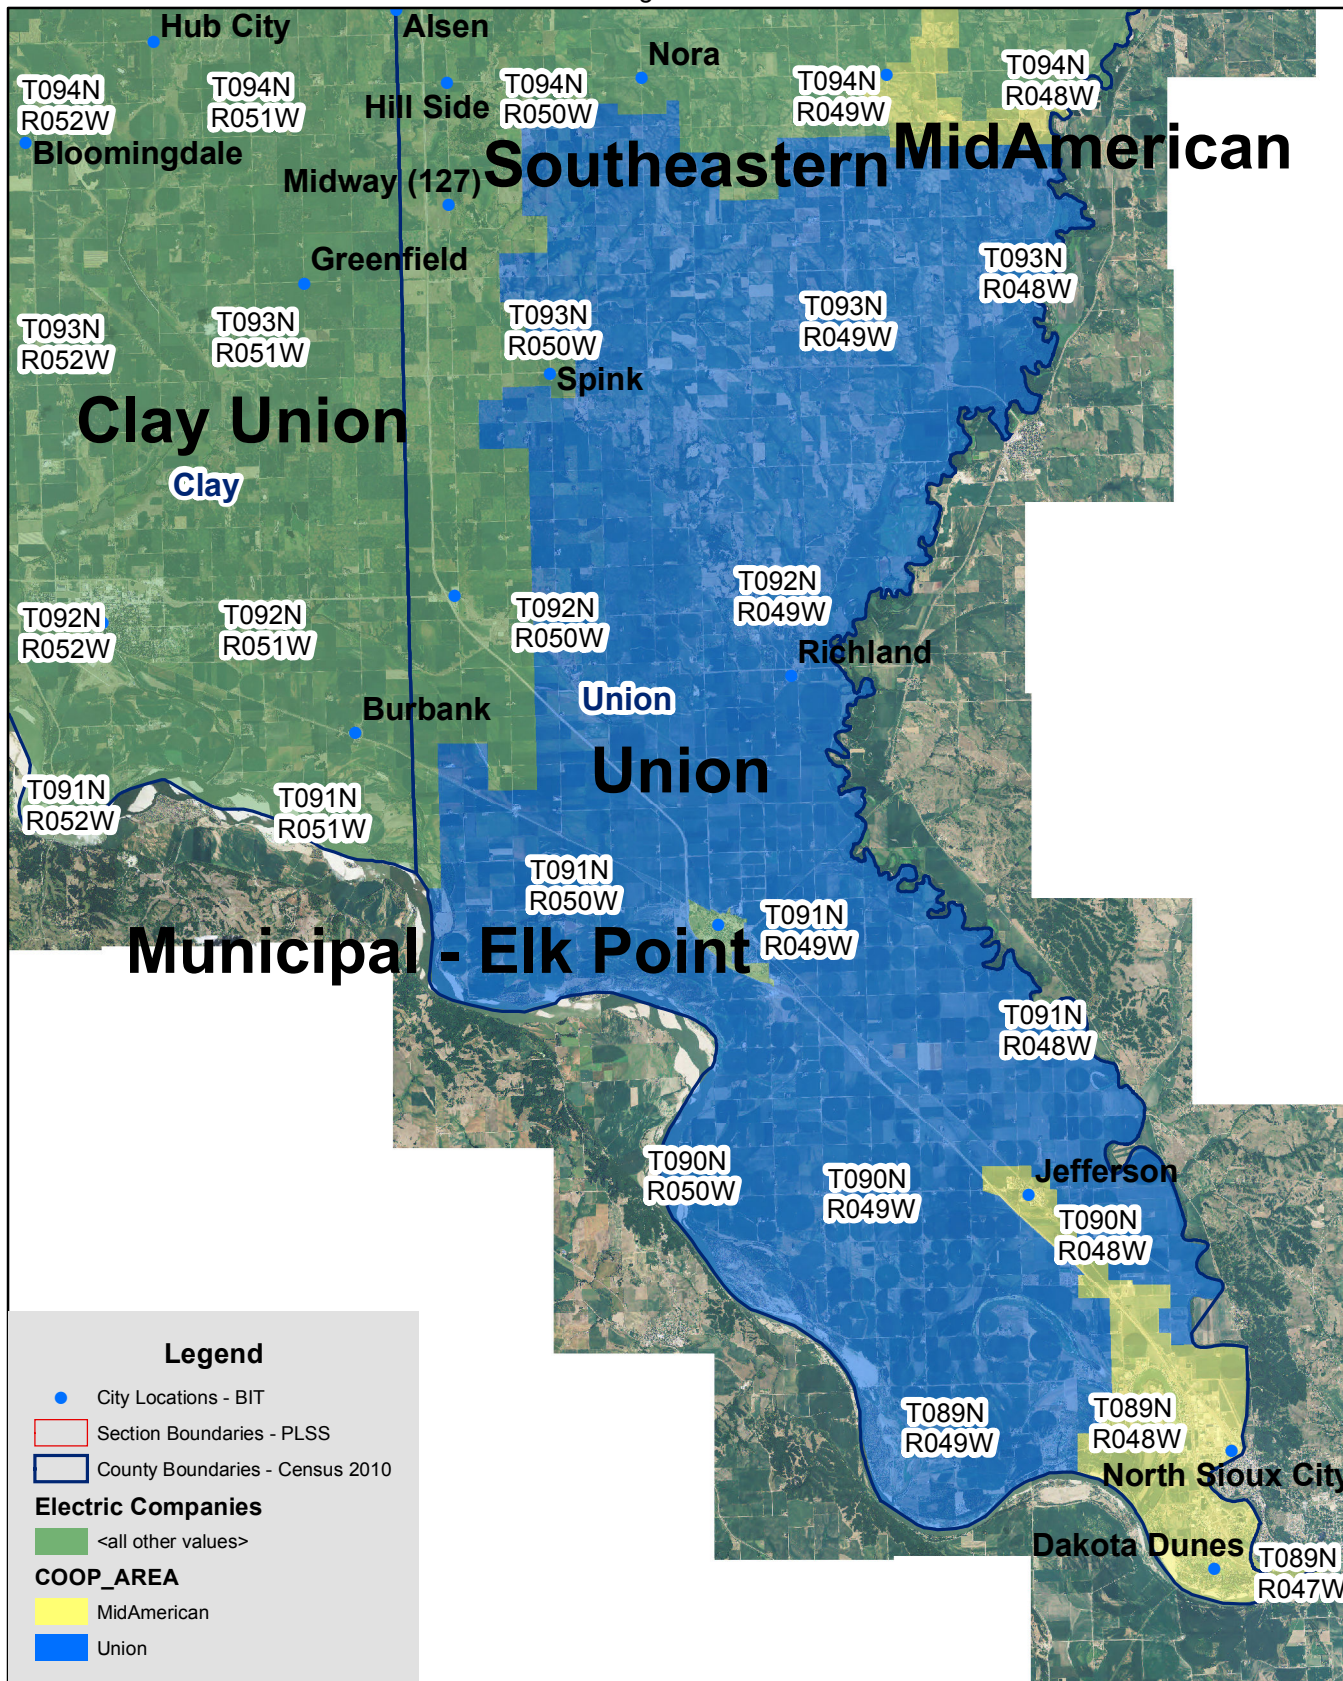 Hub City
Alsen
Nora
T094N
R052W
T094N
R051W
Hill Side
T094N
R050W
T094N
R049W
T094N
R048W
Bloomingdale
Midway (127)
Southeastern
MidAmerican
Greenfield
T093N
R048W
T093N
R052W
T093N
R051W
T093N
R050W
T093N
R049W
Spink
Clay Union
Clay
T092N
R052W
T092N
R051W
T092N
R050W
T092N
R049W
Richland
Burbank
Union
Union
T091N
R052W
T091N
R051W
T091N
R050W
T091N
R049W
Municipal - Elk Point
T091N
R048W
T090N
R050W
T090N
R049W
Jefferson
T090N
R048W
T089N
R049W
T089N
R048W
North Sioux City
Dakota Dunes
T089N
R047W
Legend
City Locations - BIT
Section Boundaries - PLSS
County Boundaries - Census 2010
Electric Companies
<all other values>
COOP_AREA
MidAmerican
Union